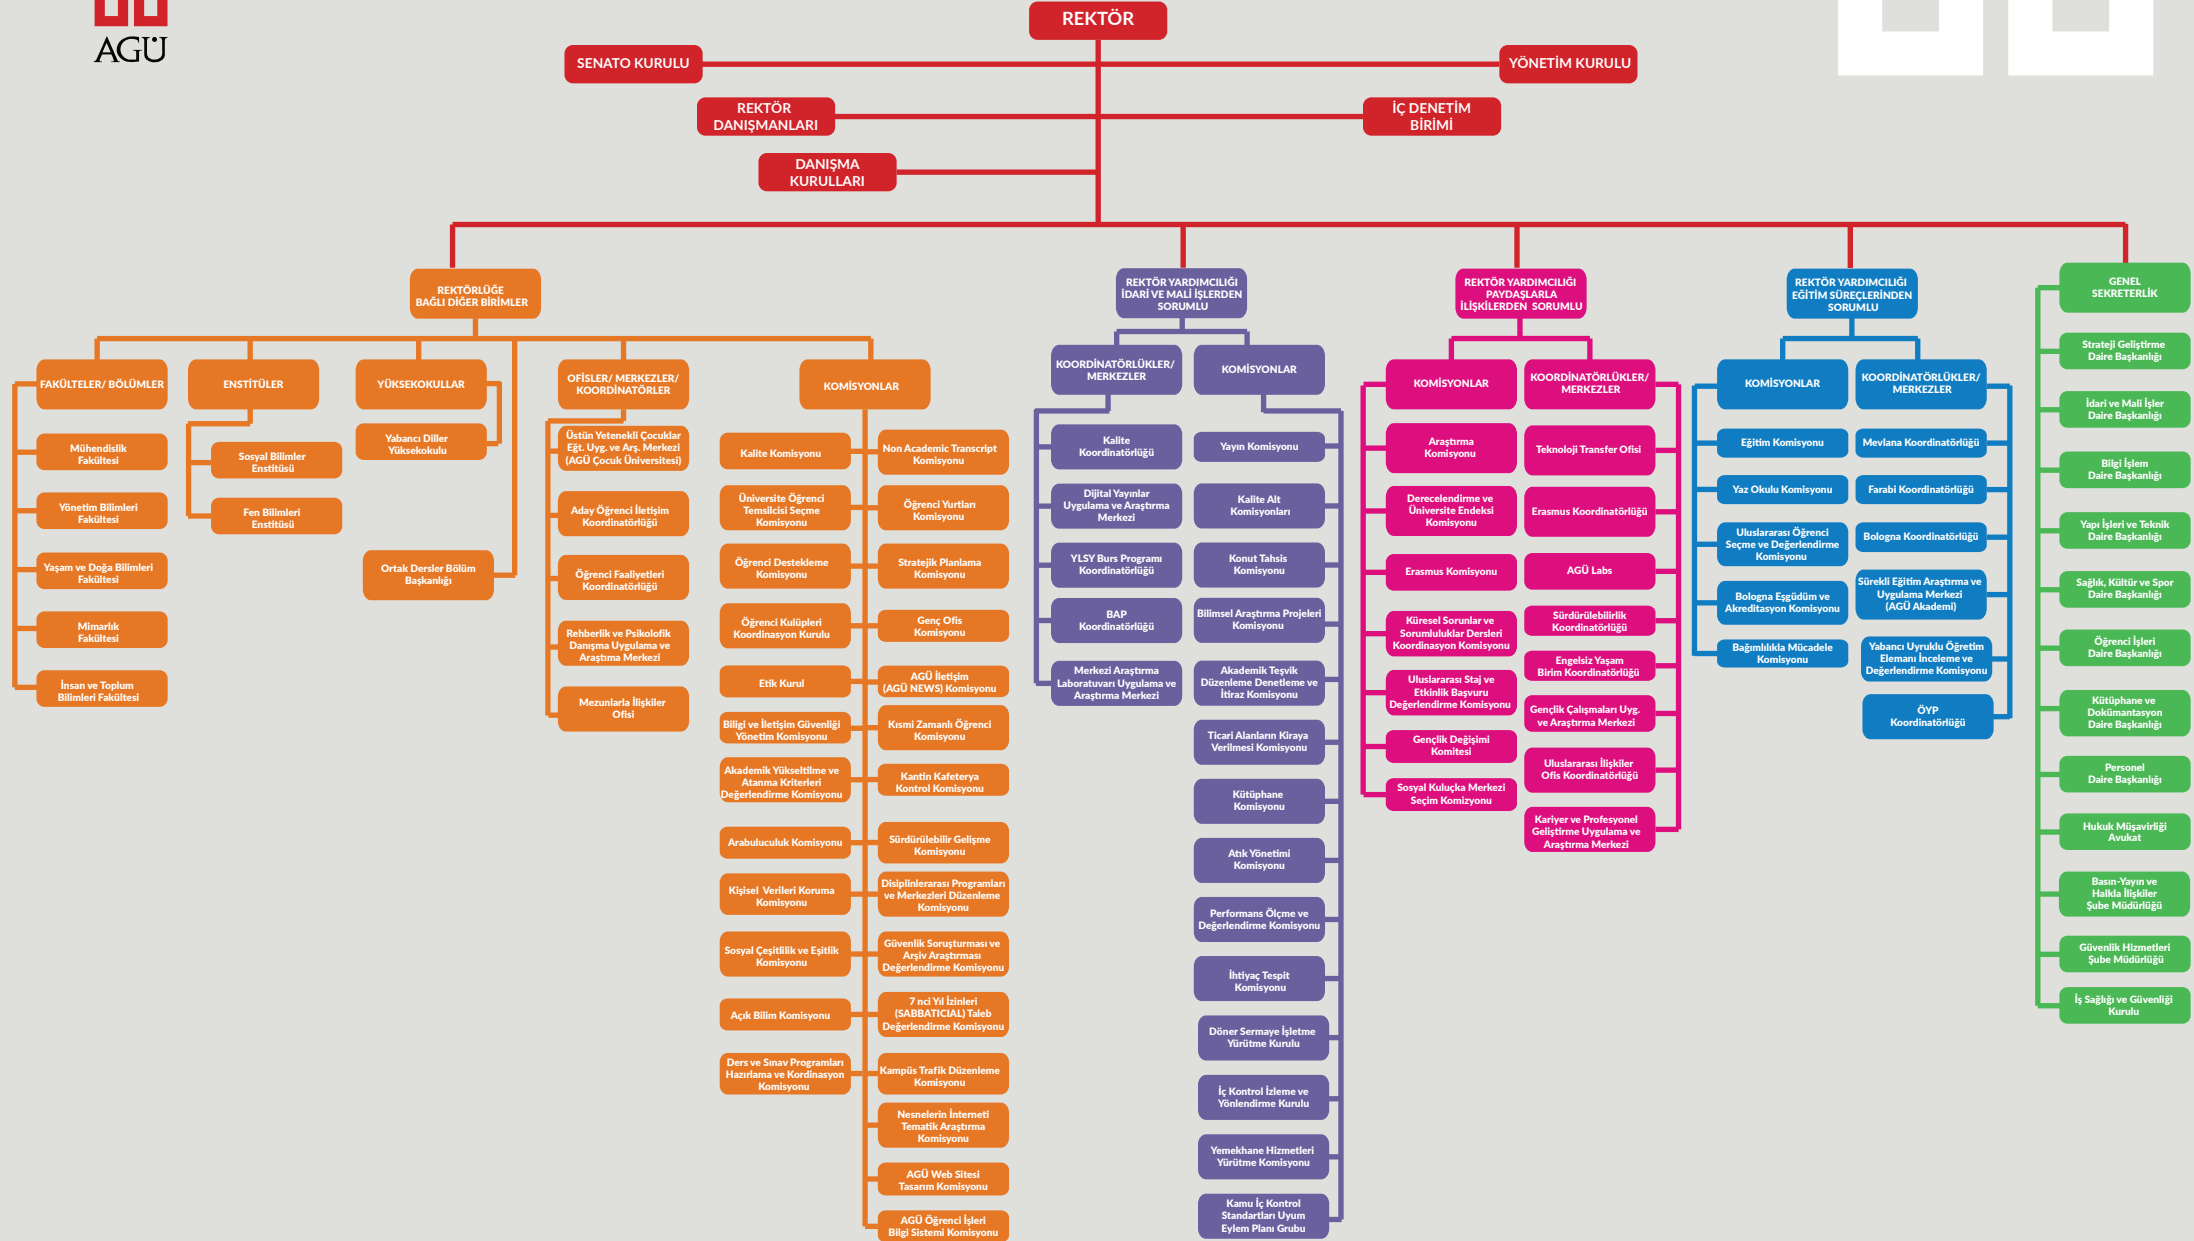 AGÜ
REKTÖR
SENATO KURULU
YÖNETİM KURULU
REKTÖR
DANIŞMANLARI
İÇ DENETİM
BİRİMİ
DANIŞMA
KURULLARI
REKTÖRLÜĞE
BAĞLI DİĞER BİRİMLER
FAKÜLTELER/ BÖLÜMLER
Mühendislik
Fakültesi
Yönetim Bilimleri
Fakültesi
Yaşam ve Doğa Bilimleri
Fakültesi
Mimarlık
Fakültesi
İnsan ve Toplum
Bilimleri Fakültesi
ENSTİTÜLER
Sosyal Bilimler
Enstitüsü
Fen Bilimleri
Enstitüsü
YÜKSEKOKULLAR
Yabancı Diller
Yüksekokulu
Ortak Dersler Bölüm
Başkanlığı
OFİSLER/ MERKEZLER/
KOORDİNATÖRLER
Üstün Yetenekli Çocuklar
Eğt. Uyg. ve Arş. Merkezi
(AGÜ Çocuk Üniversitesi)
Aday Öğrenci İletişim
Koordinatörlüğü
Öğrenci Faaliyetleri
Koordinatörlüğü
Rehberlik ve Psikolofik
Danışma Uygulama ve
Araştıma Merkezi
Mezunlarla İlişkiler
Ofisi
KOMİSYONLAR
Kalite Komisyonu
Üniversite Öğrenci
Temsilcisi Seçme
Komisyonu
Öğrenci Destekleme
Komisyonu
Öğrenci Kulüpleri
Koordinasyon Kurulu
Etik Kurul
Biligi ve İletişim Güvenliği
Yönetim Komisyonu
Akademik Yükseltilme ve
Atanma Kriterleri
Değerlendirme Komisyonu
Arabuluculuk Komisyonu
Kişisel Verileri Koruma
Komisyonu
Sosyal Çeşitlilik ve Eşitlik
Komisyonu
Açık Bilim Komisyonu
Ders ve Sınav Programları
Hazırlama ve Kordinasyon
Komisyonu
Non Academic Transcript
Komisyonu
Öğrenci Yurtları
Komisyonu
Stratejik Planlama
Komisyonu
Genç Ofis
Komisyonu
AGÜ İletişim
(AGÜ NEWS) Komisyonu
Kısmi Zamanlı Öğrenci
Komisyonu
Kantin Kafeterya
Kontrol Komisyonu
Sürdürülebilir Gelişme
Komisyonu
Disiplinlerarası Programları
ve Merkezleri Düzenleme
Komisyonu
Güvenlik Soruşturması ve
Arşiv Araştırması
Değerlendirme Komisyonu
7 nci Yıl İzinleri
(SABBATICIAL) Taleb
Değerlendirme Komisyonu
Kampüs Trafik Düzenleme
Komisyonu
Nesnelerin İnterneti
Tematik Araştırma
Komisyonu
AGÜ Web Sitesi
Tasarım Komisyonu
AGÜ Öğrenci İşleri
Bilgi Sistemi Komisyonu
REKTÖR YARDIMCILIĞI
İDARİ VE MALİ İŞLERDEN
SORUMLU
KOORDİNATÖRLÜKLER/
MERKEZLER
Kalite
Koordinatörlüğü
Dijital Yayınlar
Uygulama ve Araştırma
Merkezi
YLSY Burs Programı
Koordinatörlüğü
BAP
Koordinatörlüğü
Merkezi Araştırma
Laboratuvarı Uygulama ve
Araştırma Merkezi
KOMİSYONLAR
Yayın Komisyonu
Kalite Alt
Komisyonları
Konut Tahsis
Komisyonu
Bilimsel Araştırma Projeleri
Komisyonu
Akademik Teşvik
Düzenleme Denetleme ve
İtiraz Komisyonu
Ticari Alanların Kiraya
Verilmesi Komisyonu
Kütüphane
Komisyonu
Atık Yönetimi
Komisyonu
Performans Ölçme ve
Değerlendirme Komisyonu
İhtiyaç Tespit
Komisyonu
Döner Sermaye İşletme
Yürütme Kurulu
İç Kontrol İzleme ve
Yönlendirme Kurulu
Yemekhane Hizmetleri
Yürütme Komisyonu
Kamu İç Kontrol
Standartları Uyum
Eylem Planı Grubu
REKTÖR YARDIMCILIĞI
PAYDAŞLARLA
İLİŞKİLERDEN SORUMLU
KOMİSYONLAR
Araştırma
Komisyonu
Derecelendirme ve
Üniversite Endeksi
Komisyonu
Erasmus Komisyonu
Küresel Sorunlar ve
Sorumluluklar Dersleri
Koordinasyon Komisyonu
Uluslararası Staj ve
Etkinlik Başvuru
Değerlendirme Komisyonu
Gençlik Değişimi
Komitesi
Sosyal Kuluçka Merkezi
Seçim Komizyonu
KOORDİNATÖRLÜKLER/
MERKEZLER
Teknoloji Transfer Ofisi
Erasmus Koordinatörlüğü
AGÜ Labs
Sürdürülebilirlik
Koordinatörlüğü
Engelsiz Yaşam
Birim Koordinatörlüğü
Gençlik Çalışmaları Uyg.
ve Araştırma Merkezi
Uluslararası İlişkiler
Ofis Koordinatörlüğü
Kariyer ve Profesyonel
Geliştirme Uygulama ve
Araştırma Merkezi
REKTÖR YARDIMCILIĞI
EĞİTİM SÜREÇLERİNDEN
SORUMLU
KOMİSYONLAR
Eğitim Komisyonu
Yaz Okulu Komisyonu
Uluslararası Öğrenci
Seçme ve Değerlendirme
Komisyonu
Bologna Eşgüdüm ve
Akreditasyon Komisyonu
Bağımlılıkla Mücadele
Komisyonu
KOORDİNATÖRLÜKLER/
MERKEZLER
Mevlana Koordinatörlüğü
Farabi Koordinatörlüğü
Bologna Koordinatörlüğü
Sürekli Eğitim Araştırma ve
Uygulama Merkezi
(AGÜ Akademi)
Yabancı Uyruklu Öğretim
Elemanı İnceleme ve
Değerlendirme Komisyonu
ÖYP
Koordinatörlüğü
GENEL
SEKRETERLİK
Strateji Geliştirme
Daire Başkanlığı
İdari ve Mali İşler
Daire Başkanlığı
Bilgi İşlem
Daire Başkanlığı
Yapı İşleri ve Teknik
Daire Başkanlığı
Sağlık, Kültür ve Spor
Daire Başkanlığı
Öğrenci İşleri
Daire Başkanlığı
Kütüphane ve
Dokümantasyon
Daire Başkanlığı
Personel
Daire Başkanlığı
Hukuk Müşavirliği
Avukat
Basın-Yayın ve
Halkla İlişkiler
Şube Müdürlüğü
Güvenlik Hizmetleri
Şube Müdürlüğü
İş Sağlığı ve Güvenliği
Kurulu